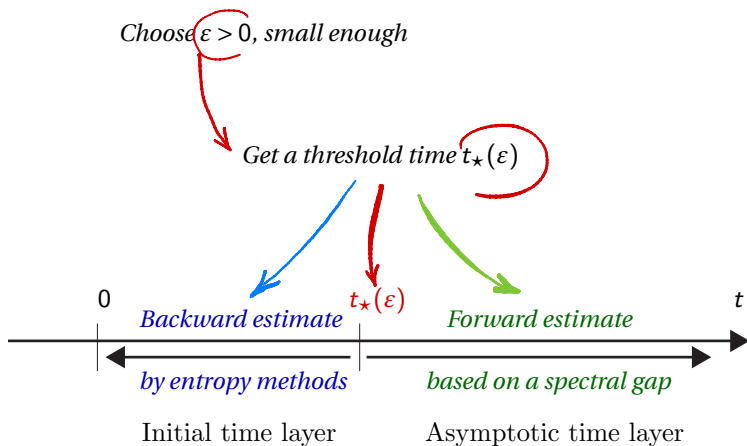 Choose ε > 0, small enough
Get a threshold time t⋆(ε)
0
t⋆(ε)
t
Backward estimate
Forward estimate
by entropy methods
based on a spectral gap
Initial time layer
Asymptotic time layer